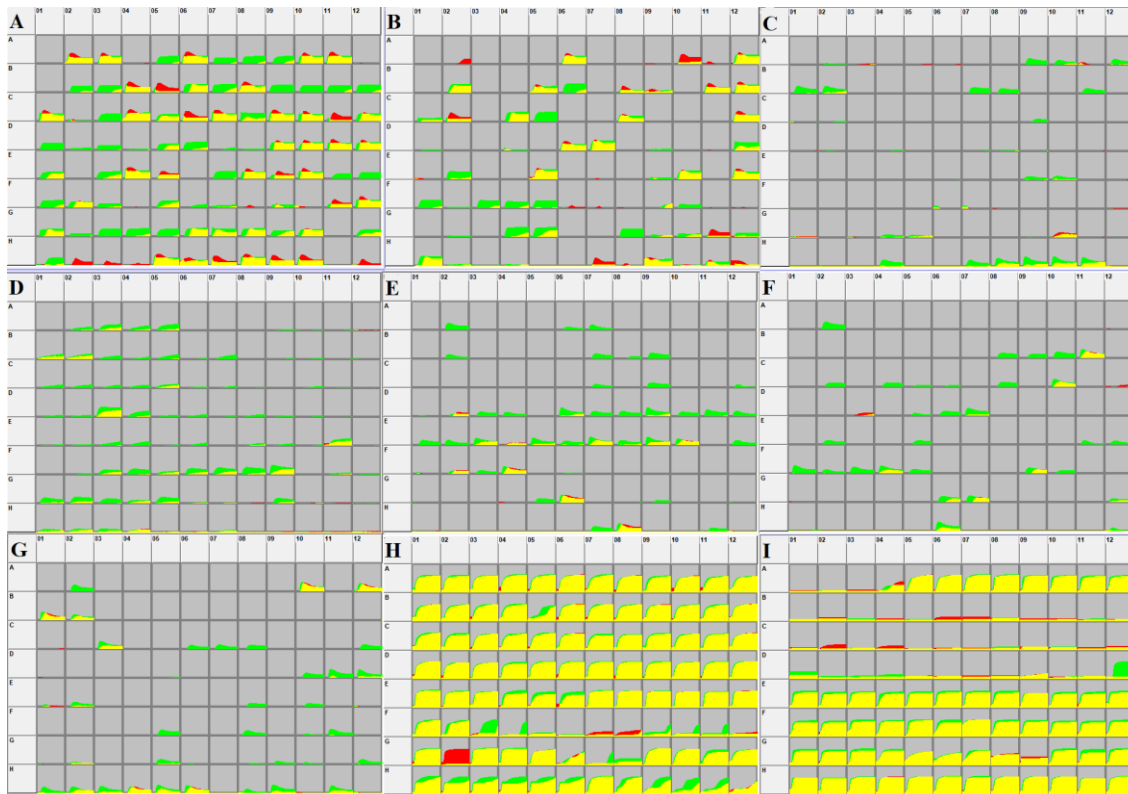 A 01 02 03 04 05 06 07 08 09 10 11 12
A
B
C
D
E
F
G
H
B 01 02 03 04 05 06 07 08 09 10 11 12
A
B
C
D
E
F
G
H
C 01 02 03 04 05 06 07 08 09 10 11 12
A
B
C
D
E
F
G
H
D 01 02 03 04 05 06 07 08 09 10 11 12
A
B
C
D
E
F
G
H
E 01 02 03 04 05 06 07 08 09 10 11 12
A
B
C
D
E
F
G
H
F 01 02 03 04 05 06 07 08 09 10 11 12
A
B
C
D
E
F
G
H
G 01 02 03 04 05 06 07 08 09 10 11 12
A
B
C
D
E
F
G
H
H 01 02 03 04 05 06 07 08 09 10 11 12
A
B
C
D
E
F
G
H
I 01 02 03 04 05 06 07 08 09 10 11 12
A
B
C
D
E
F
G
H